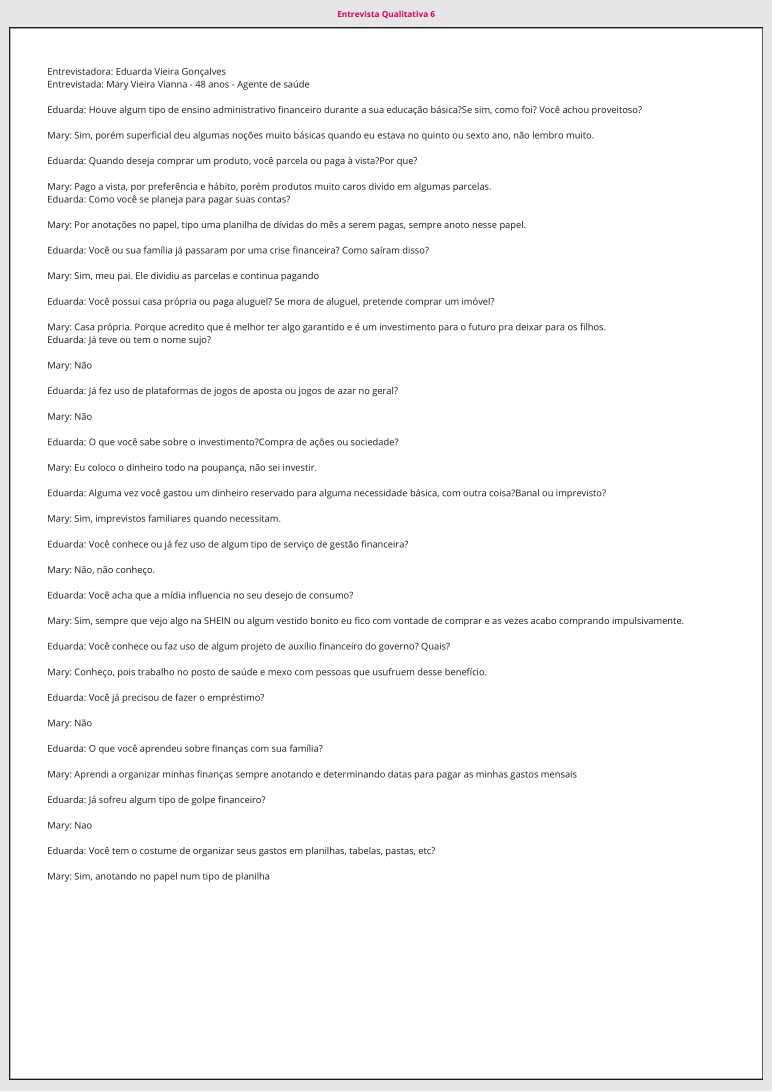 Entrevista Qualitativa 6
Entrevistadora: Eduarda Vieira Gonçalves
Entrevistada: Mary Vieira Vianna - 48 anos - Agente de saúde
Eduarda: Houve algum tipo de ensino administrativo financeiro durante a sua educação básica?Se sim, como foi? Você achou proveitoso?
Mary: Sim, porém superficial deu algumas noções muito básicas quando eu estava no quinto ou sexto ano, não lembro muito.
Eduarda: Quando deseja comprar um produto, você parcela ou paga à vista?Por que?
Mary: Pago a vista, por preferência e hábito, porém produtos muito caros divido em algumas parcelas.
Eduarda: Como você se planeja para pagar suas contas?
Mary: Por anotações no papel, tipo uma planilha de dívidas do mês a serem pagas, sempre anoto nesse papel.
Eduarda: Você ou sua família já passaram por uma crise financeira? Como saíram disso?
Mary: Sim, meu pai. Ele dividiu as parcelas e continua pagando
Eduarda: Você possui casa própria ou paga aluguel? Se mora de aluguel, pretende comprar um imóvel?
Mary: Casa própria. Porque acredito que é melhor ter algo garantido e é um investimento para o futuro pra deixar para os filhos.
Eduarda: Já teve ou tem o nome sujo?
Mary: Não
Eduarda: Já fez uso de plataformas de jogos de aposta ou jogos de azar no geral?
Mary: Não
Eduarda: O que você sabe sobre o investimento?Compra de ações ou sociedade?
Mary: Eu coloco o dinheiro todo na poupança, não sei investir.
Eduarda: Alguma vez você gastou um dinheiro reservado para alguma necessidade básica, com outra coisa?Banal ou imprevisto?
Mary: Sim, imprevistos familiares quando necessitam.
Eduarda: Você conhece ou já fez uso de algum tipo de serviço de gestão financeira?
Mary: Não, não conheço.
Eduarda: Você acha que a mídia influencia no seu desejo de consumo?
Mary: Sim, sempre que vejo algo na SHEIN ou algum vestido bonito eu fico com vontade de comprar e as vezes acabo comprando impulsivamente.
Eduarda: Você conhece ou faz uso de algum projeto de auxílio financeiro do governo? Quais?
Mary: Conheço, pois trabalho no posto de saúde e mexo com pessoas que usufruem desse benefício.
Eduarda: Você já precisou de fazer o empréstimo?
Mary: Não
Eduarda: O que você aprendeu sobre finanças com sua família?
Mary: Aprendi a organizar minhas finanças sempre anotando e determinando datas para pagar as minhas gastos mensais
Eduarda: Já sofreu algum tipo de golpe financeiro?
Mary: Nao
Eduarda: Você tem o costume de organizar seus gastos em planilhas, tabelas, pastas, etc?
Mary: Sim, anotando no papel num tipo de planilha